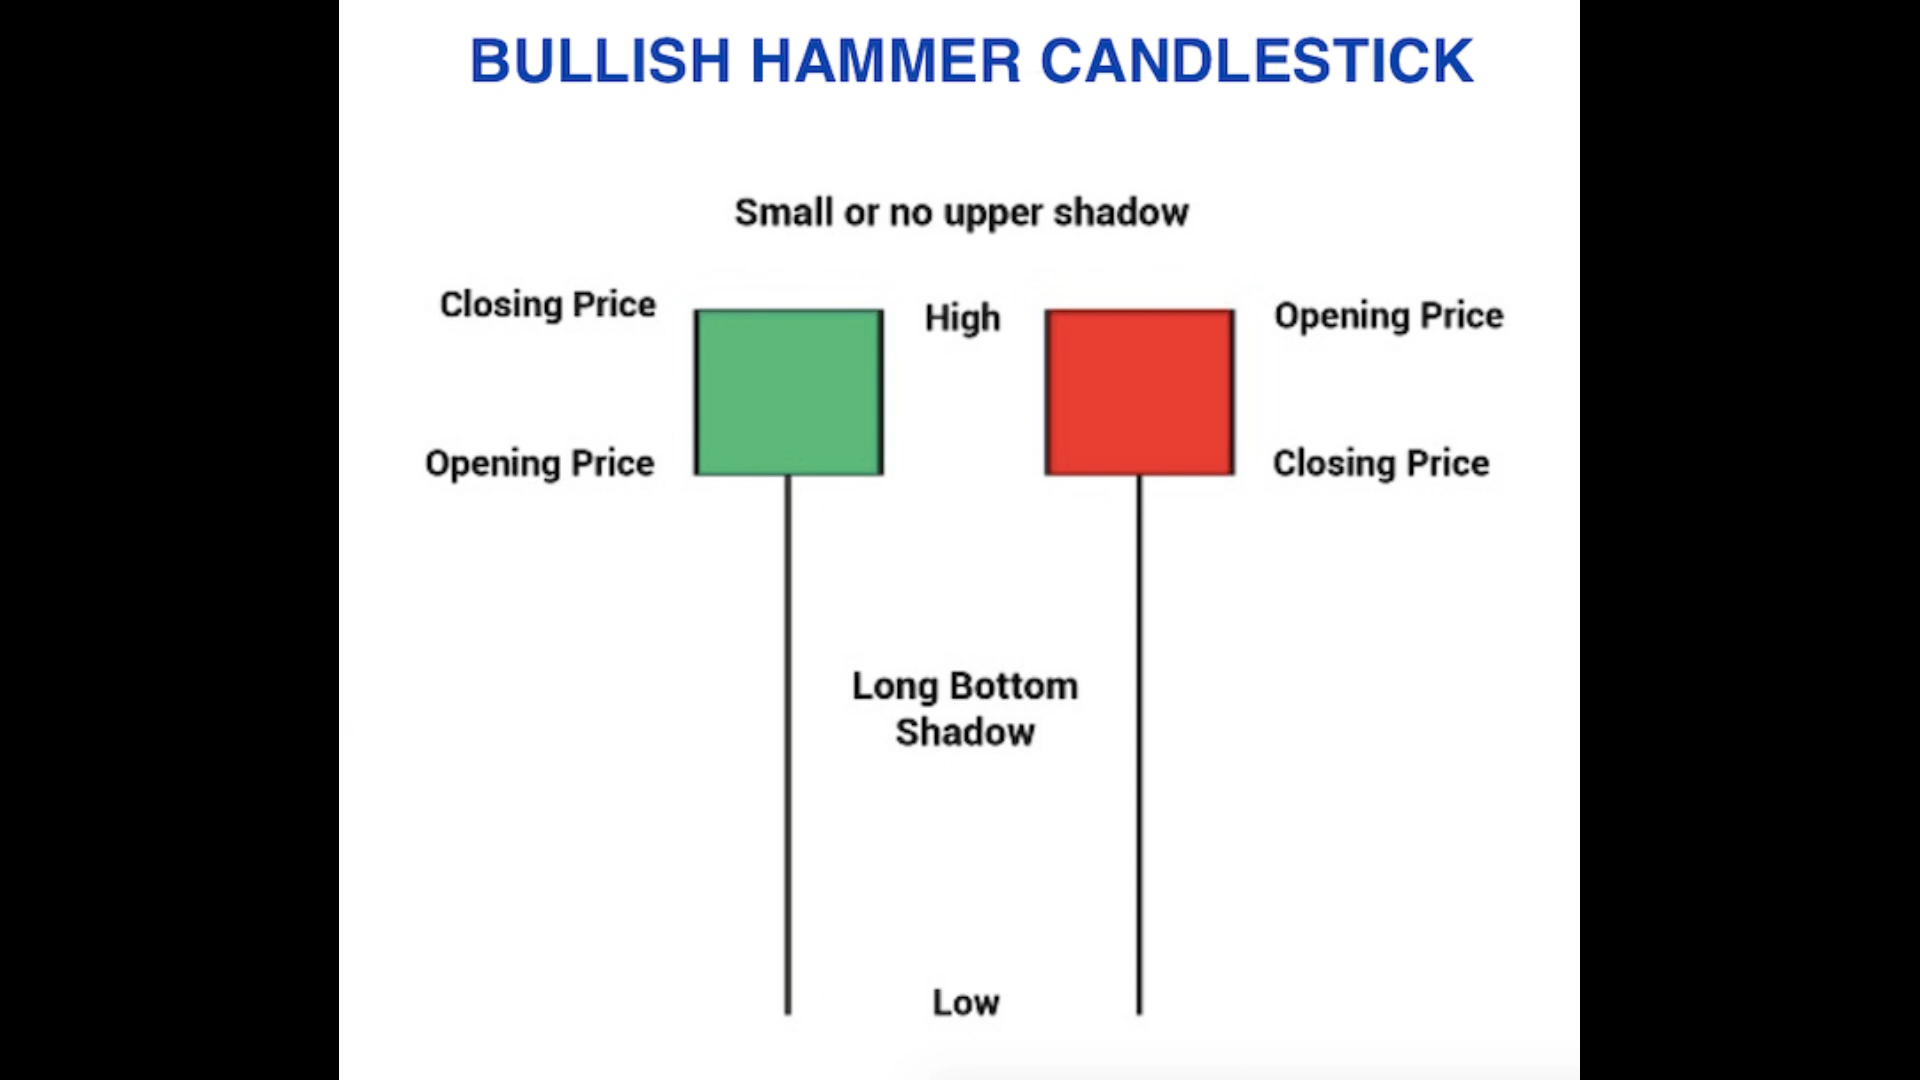 BULLISH HAMMER CANDLESTICK
Small or no upper shadow
Closing Price
High
Opening Price
Opening Price
Closing Price
Long Bottom
Shadow
Low